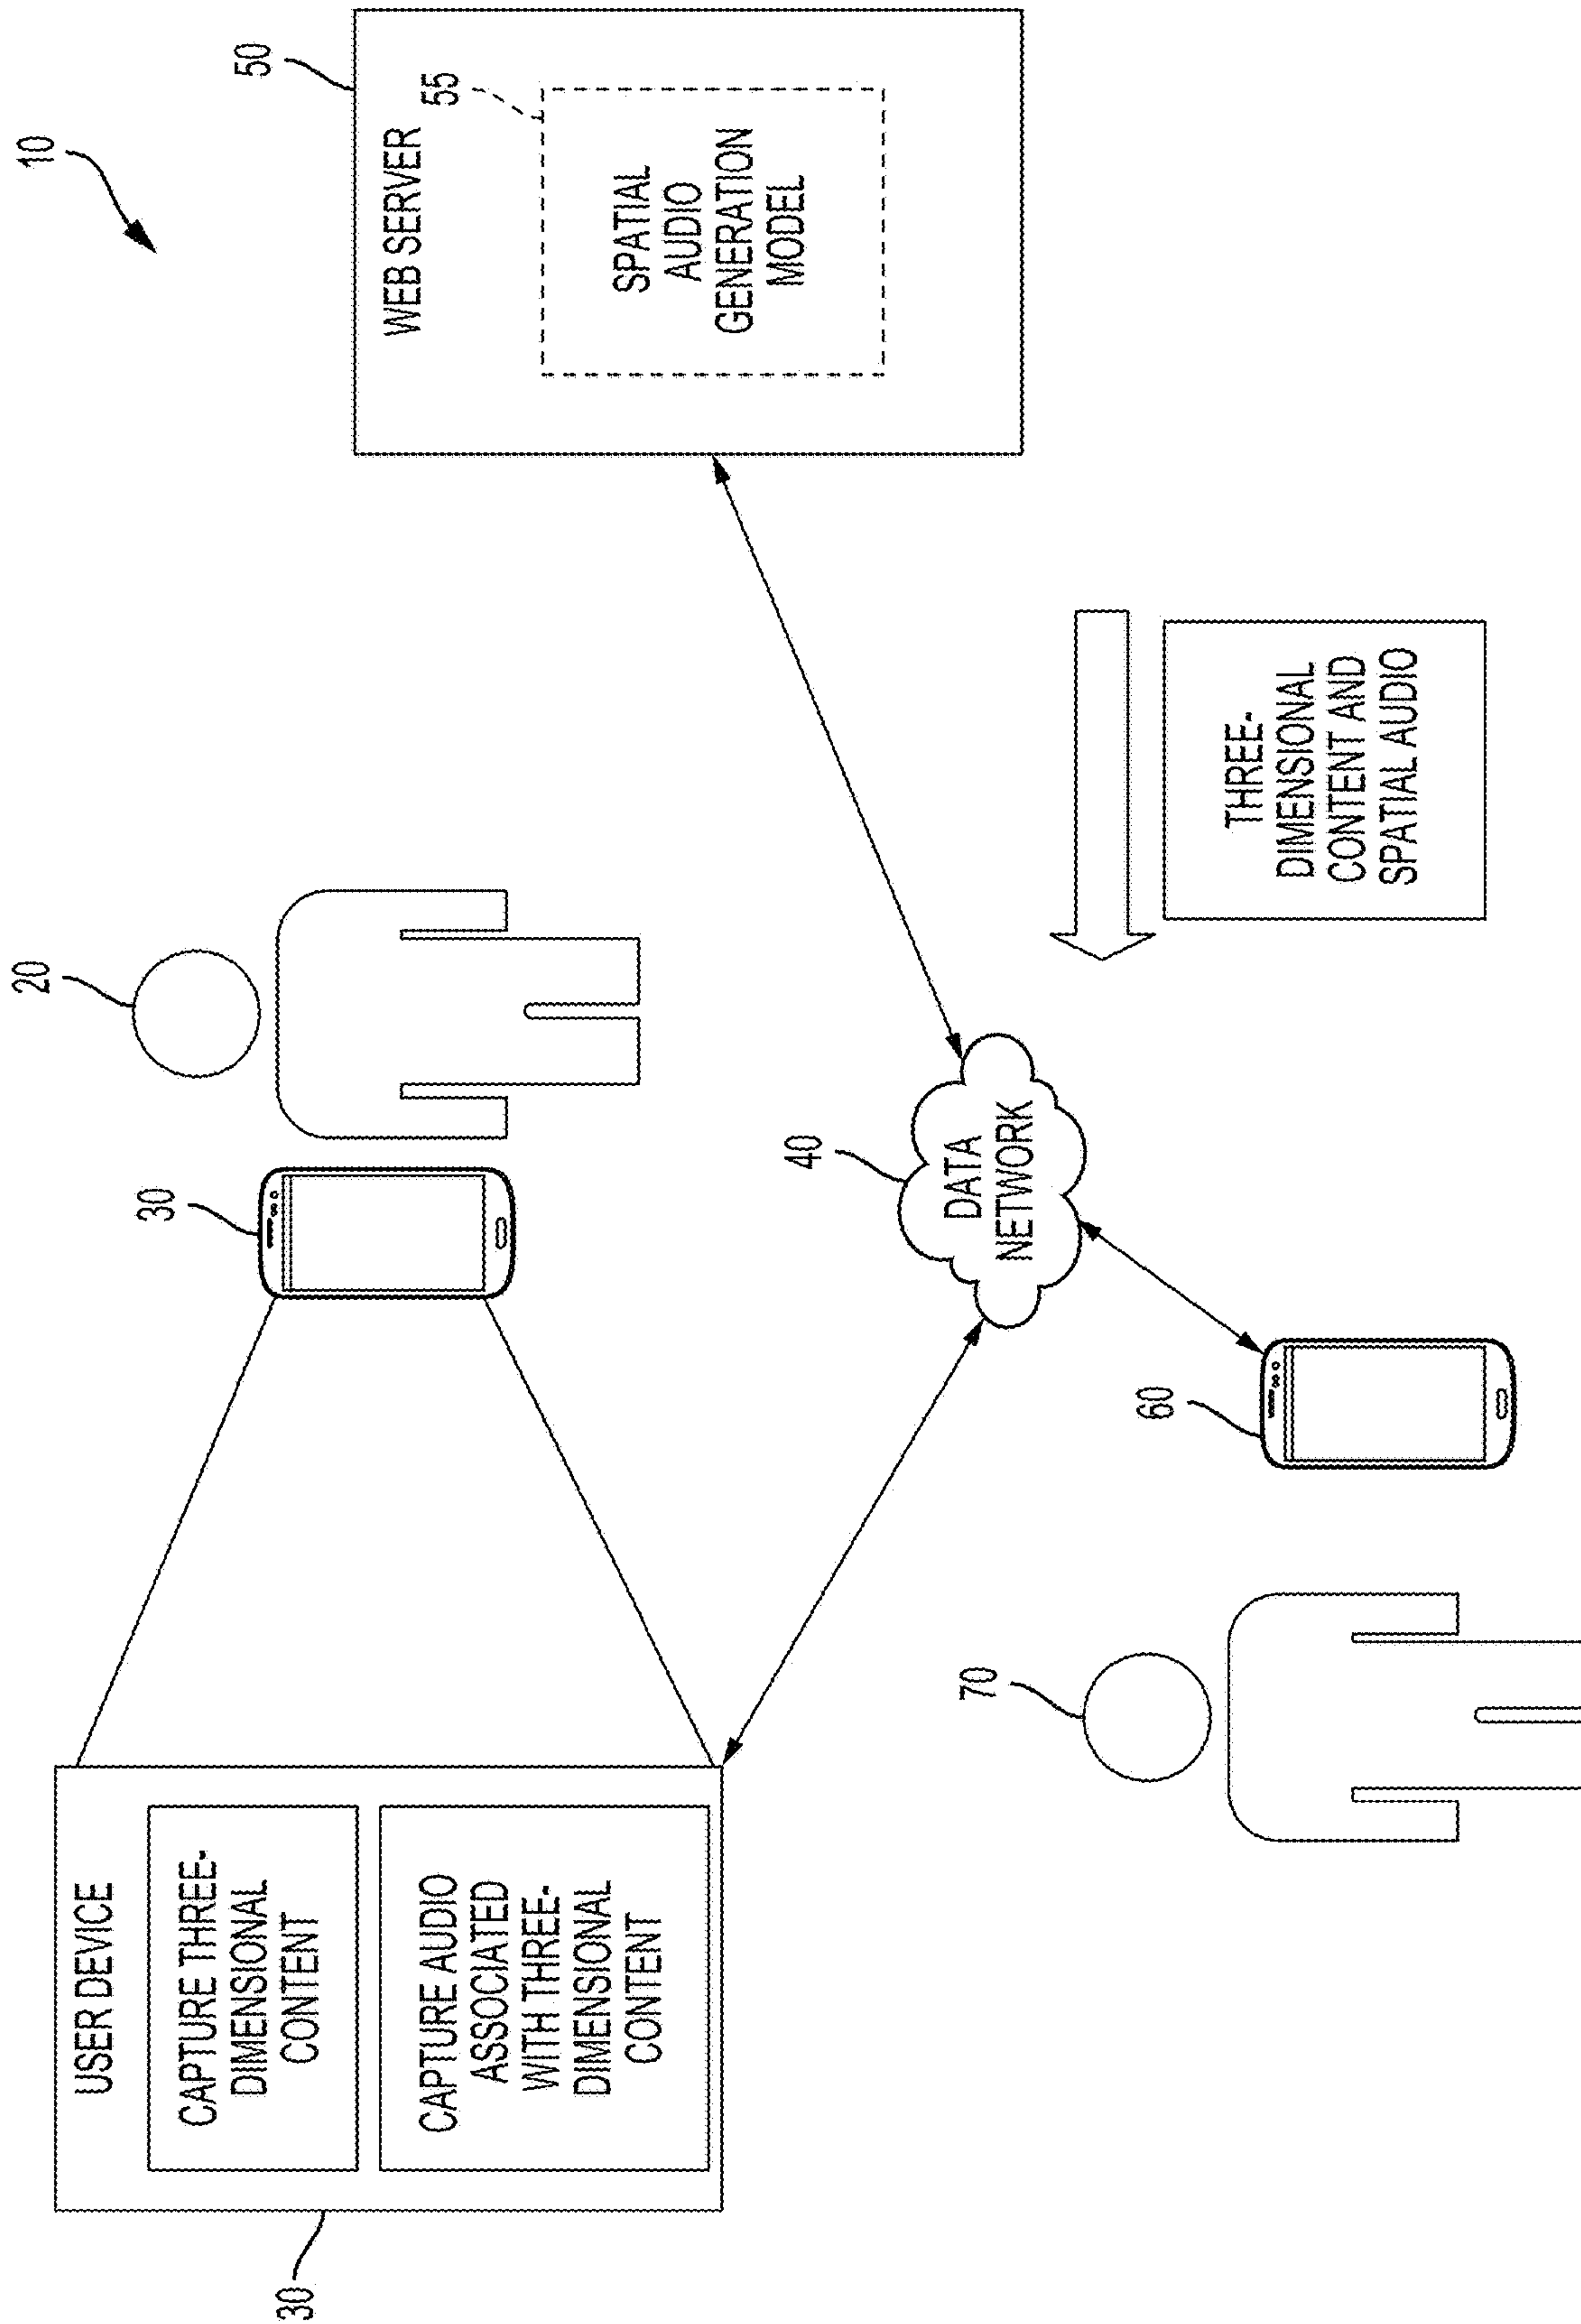 10
20
30
USER DEVICE
CAPTURE THREE-
DIMENSIONAL
CONTENT
CAPTURE AUDIO
ASSOCIATED
WITH THREE-
DIMENSIONAL
CONTENT
30
50
WEB SERVER
55
SPATIAL
AUDIO
GENERATION
MODEL
40
DATA
NETWORK
70
60
THREE-
DIMENSIONAL
CONTENT AND
SPATIAL AUDIO